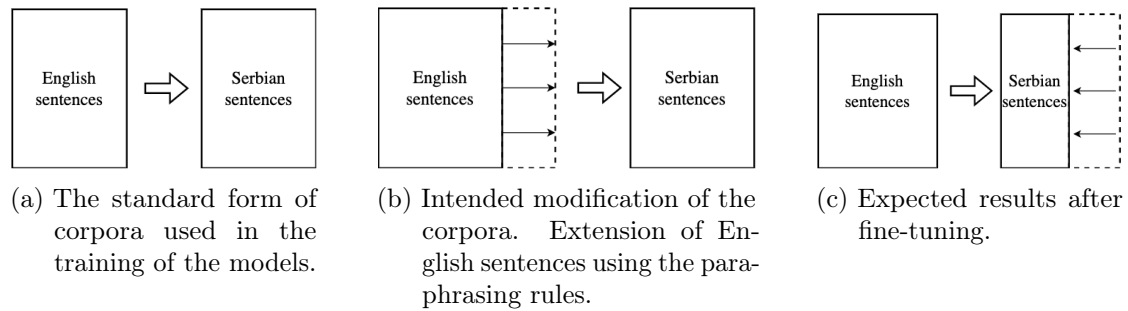 English
sentences
Serbian
sentences
(a) The standard form of
corpora used in the
training of the models.
English
sentences
Serbian
sentences
(b) Intended modification of the
corpora. Extension of En-
glish sentences using the para-
phrasing rules.
English
sentences
Serbian
sentences
(c) Expected results after
fine-tuning.